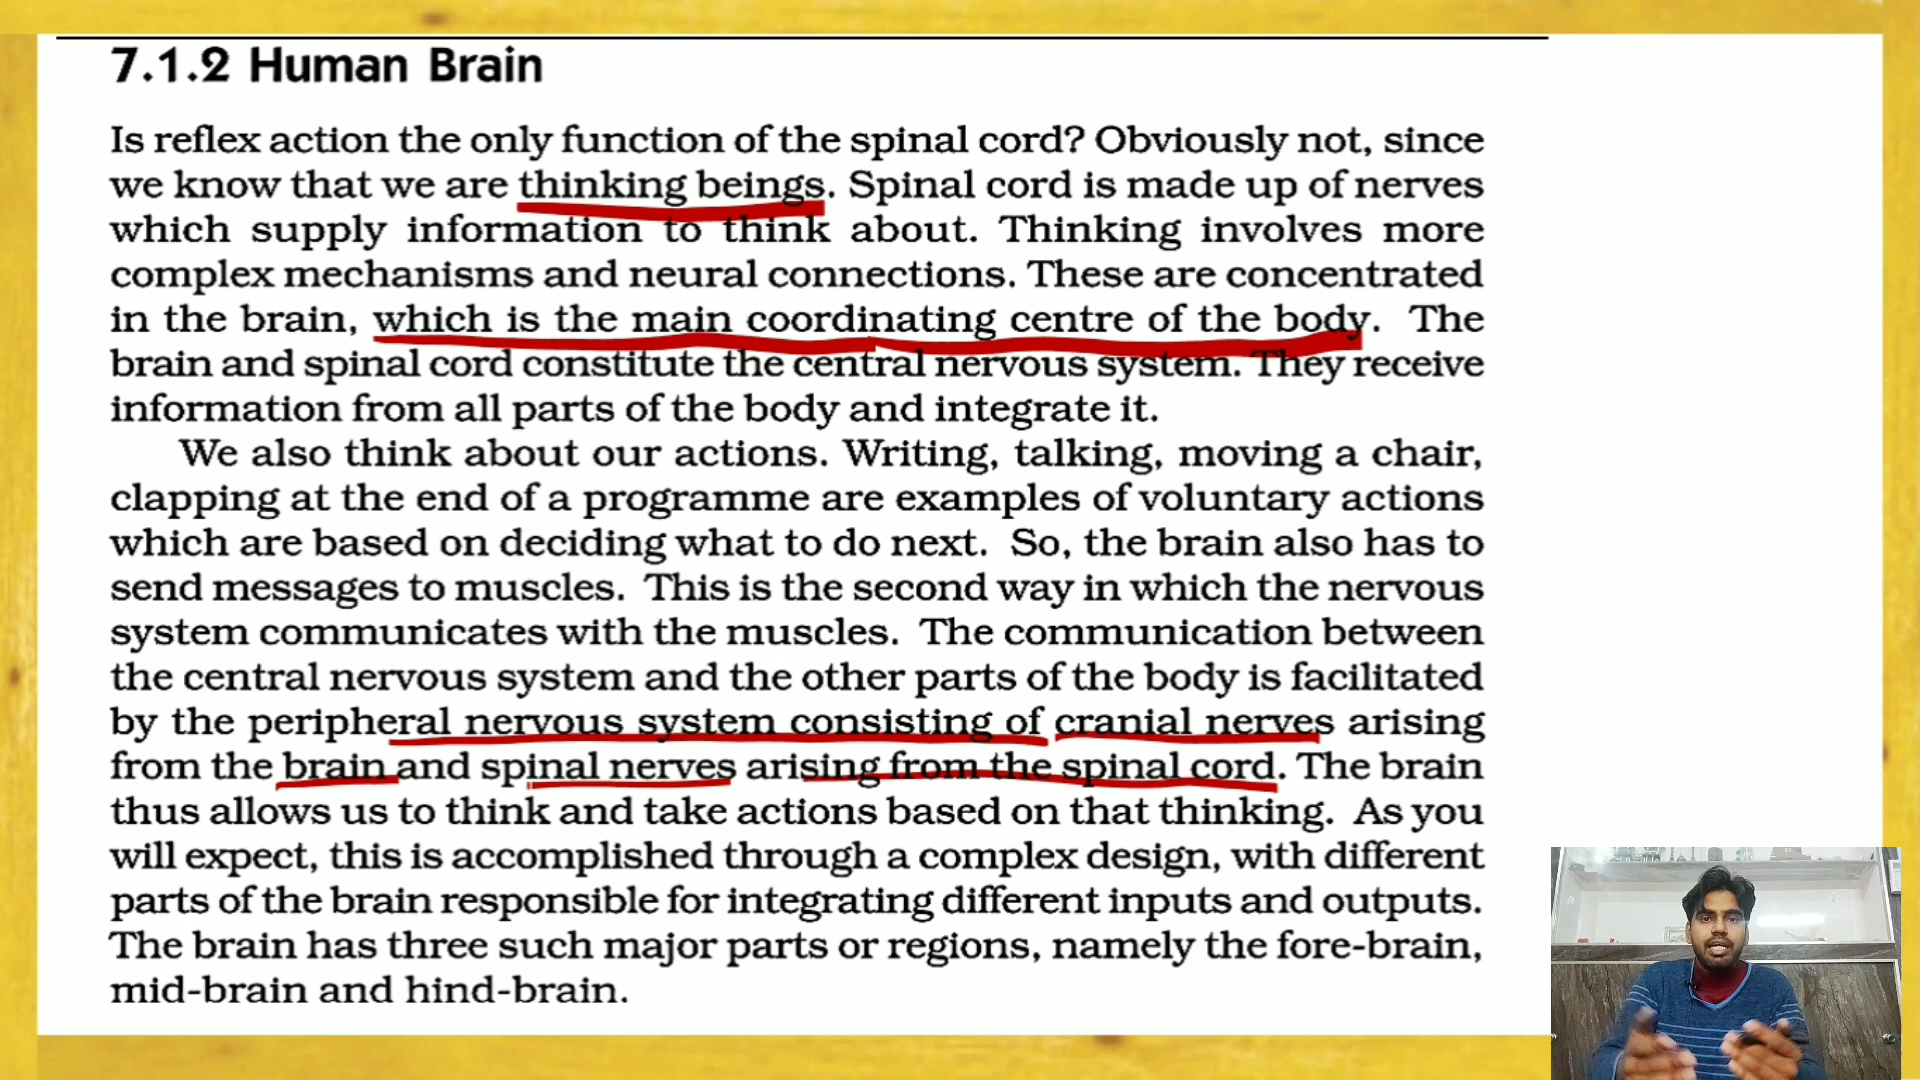 7.1.2 Human Brain
Is reflex action the only function of the spinal cord? Obviously not, since
we know that we are thinking beings. Spinal cord is made up of nerves
which supply information to think about. Thinking involves more
complex mechanisms and neural connections. These are concentrated
in the brain, which is the main coordinating centre of the body. The
brain and spinal cord constitute the central nervous system. They receive
information from all parts of the body and integrate it.
We also think about our actions. Writing, talking, moving a chair,
clapping at the end of a programme are examples of voluntary actions
which are based on deciding what to do next. So, the brain also has to
send messages to muscles. This is the second way in which the nervous
system communicates with the muscles. The communication between
the central nervous system and the other parts of the body is facilitated
by the peripheral nervous system consisting of cranial nerves arising
from the brain and spinal nerves arising from the spinal cord. The brain
thus allows us to think and take actions based on that thinking. As you
will expect, this is accomplished through a complex design, with different
parts of the brain responsible for integrating different inputs and outputs.
The brain has three such major parts or regions, namely the fore-brain,
mid-brain and hind-brain.